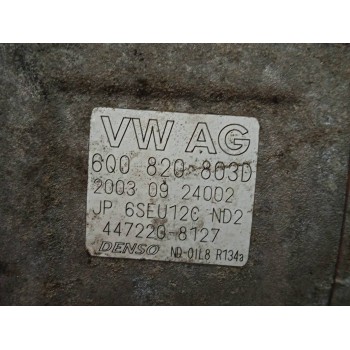 VW AG
6Q0 820 803D
2003 09 24002
JP 6SEU12C ND2
447220-8127
DENSO ND-OIL8 R134a